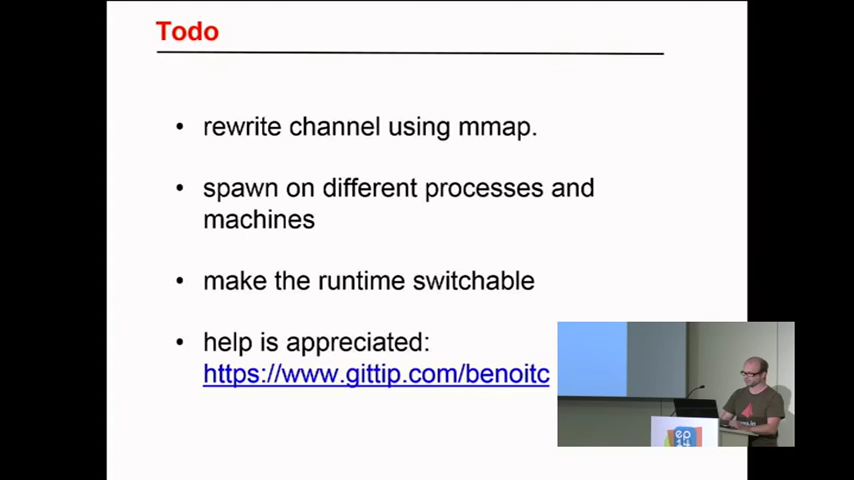 Todo
• rewrite channel using mmap.
• spawn on different processes and
machines
• make the runtime switchable
• help is appreciated:
https://www.gittip.com/benoitc